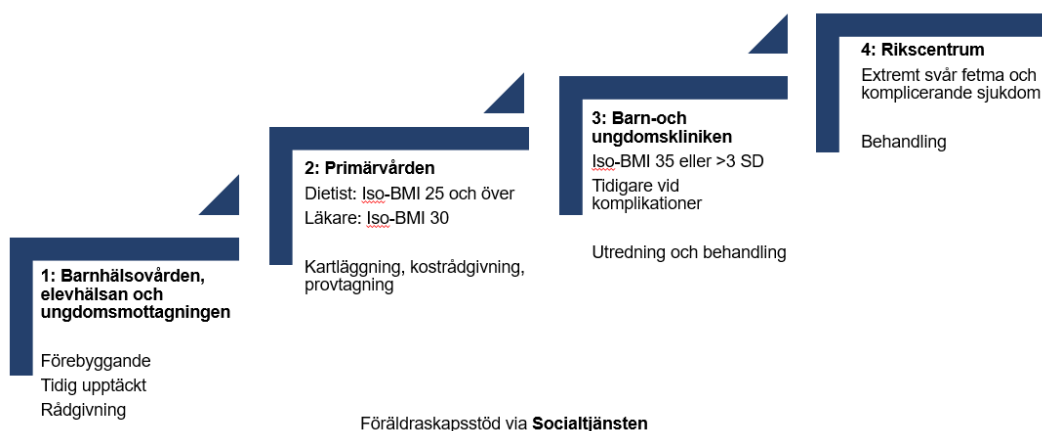 1: Barnhälsovården,
elevhälsan och
ungdomsmottagningen
Förebyggande
Tidig upptäckt
Rådgivning
2: Primärvården
Dietist: Iso-BMI 25 och över
Läkare: Iso-BMI 30
Kartläggning, kostrådgivning,
provtagning
3: Barn-och
ungdomskliniken
Iso-BMI 35 eller >3 SD
Tidigare vid
komplikationer
Utredning och behandling
4: Rikscentrum
Extremt svår fetma och
komplicerande sjukdom
Behandling
Föräldraskapsstöd via Socialtjänsten